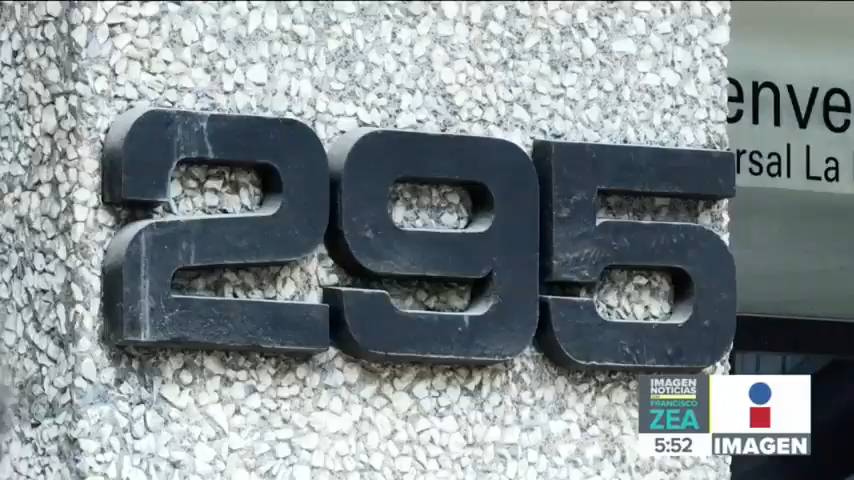 295
enve
rsal La
IMAGEN
NOTICIAS
FRANCISCO
ZEA
5:52
IMAGEN